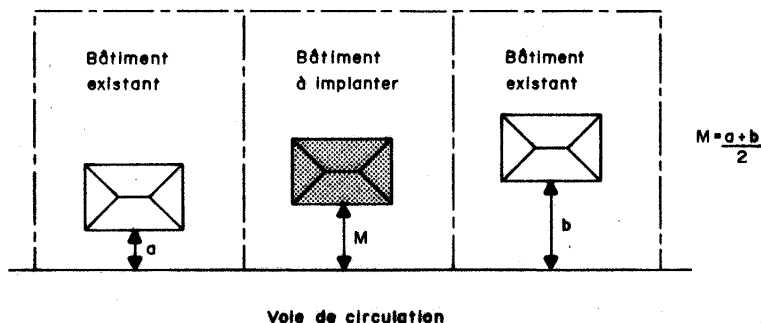 Bâtiment
existant
Bâtiment
à implanter
Bâtiment
existant
M=a+b
2
a
M
b
Voie de circulation